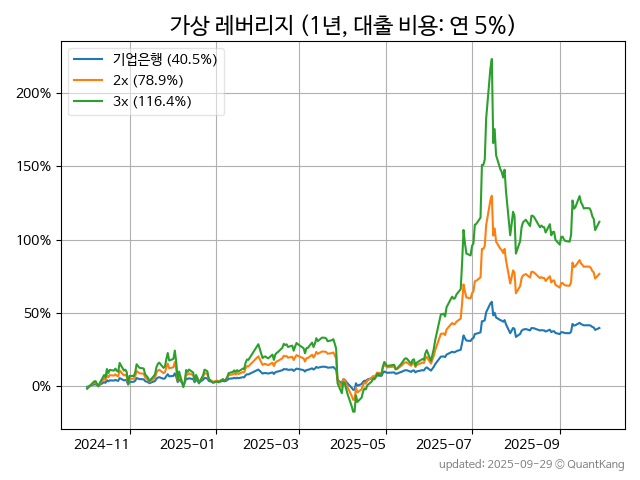 가상 레버리지 (1년, 대출 비용: 연 5%)
기업은행 (40.5%)
2x (78.9%)
3x (116.4%)
200%
150%
100%
50%
0%
2024-11 2025-01 2025-03 2025-05 2025-07 2025-09
updated: 2025-09-29 © QuantKang